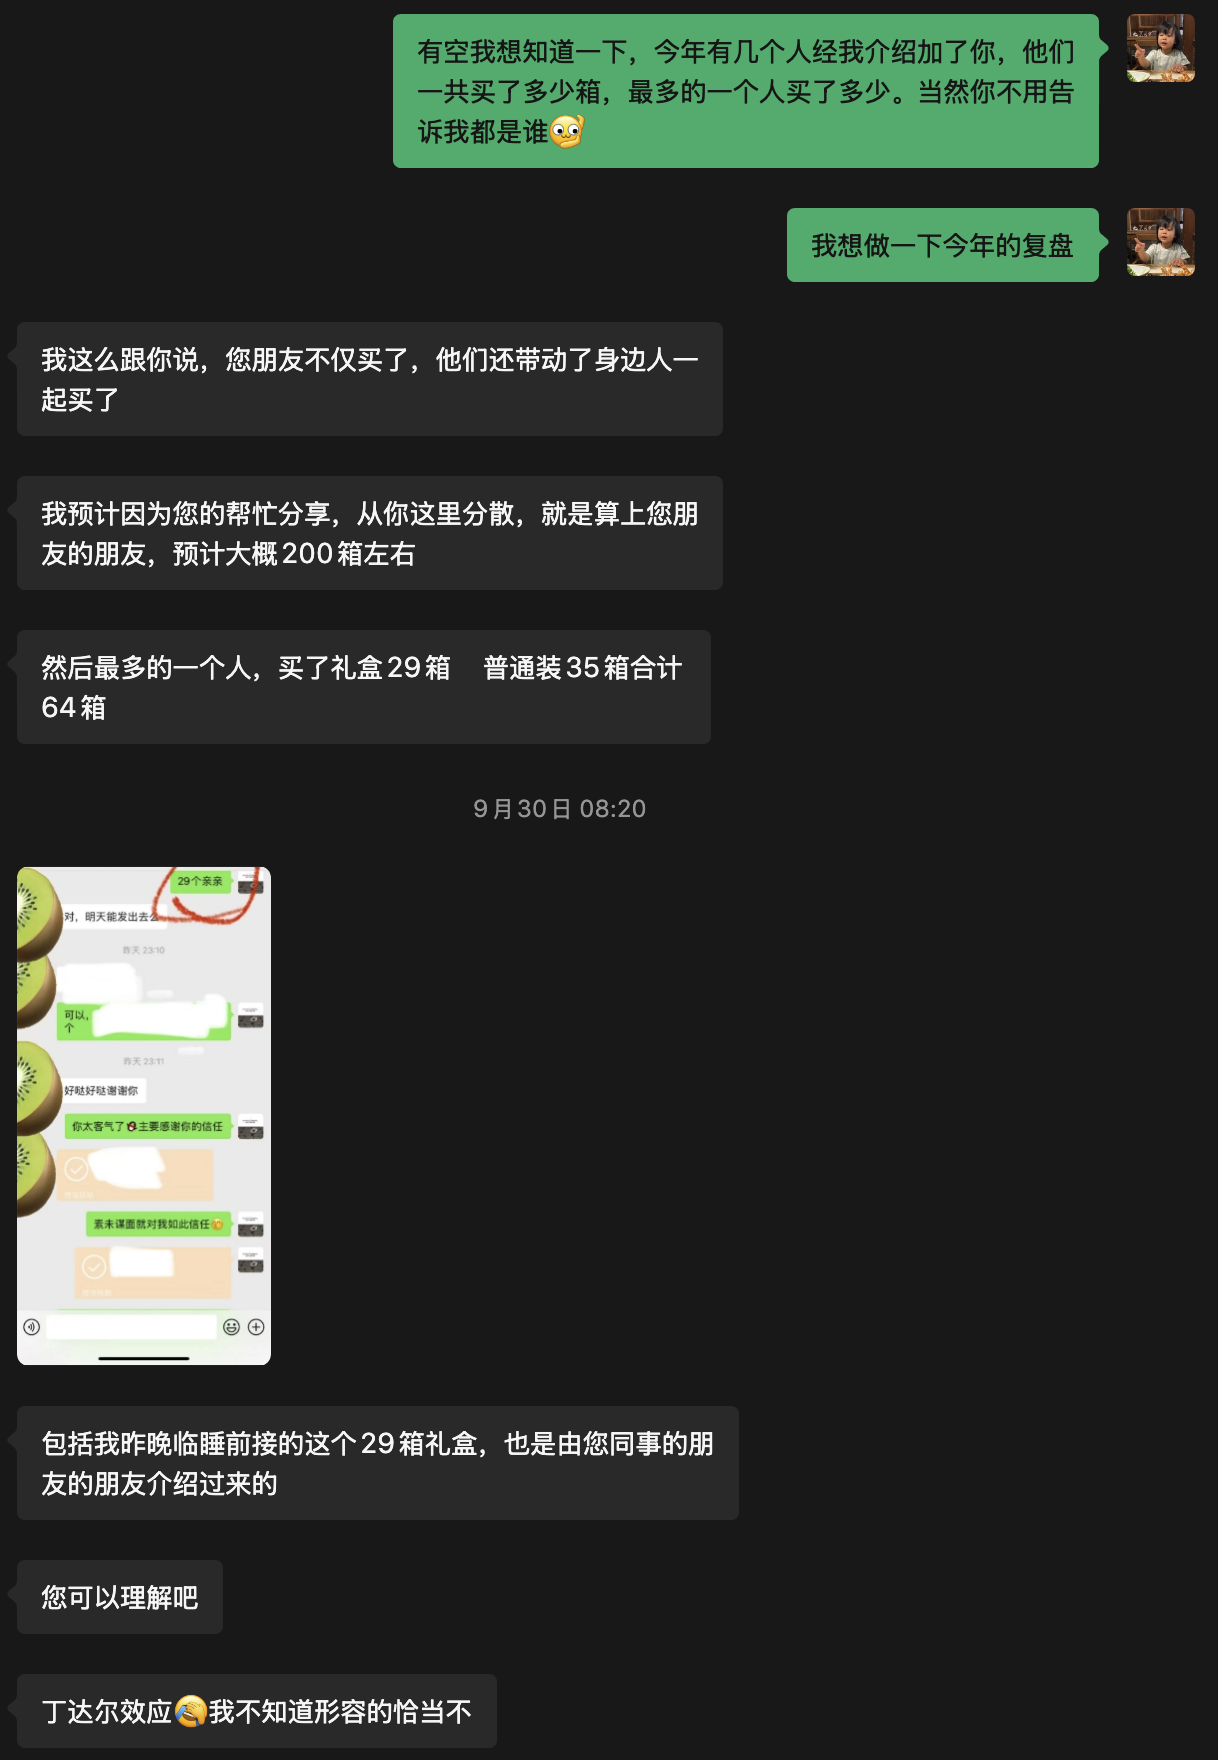 有空我想知道一下，今年有几个人经我介绍加了你，他们
一共买了多少箱，最多的一个人买了多少。当然你不用告
诉我都是谁
我想做一下今年的复盘
我这么跟你说，您朋友不仅买了，他们还带动了身边人一
起买了
我预计因为您的帮忙分享，从你这里分散，就是算上您朋
友的朋友，预计大概200箱左右
然后最多的一个人，买了礼盒29箱 普通装35箱合计
64箱
9月30日 08:20
29个亲亲
对，明天能发出去么
昨天 23:10
可以，
个
昨天 23:11
好哒好哒谢谢你
你太客气了主要感谢你的信任
素未谋面就对我如此信任
包括我昨晚临睡前接的这个29箱礼盒，也是由您同事的朋
友的朋友介绍过来的
您可以理解吧
丁达尔效应我不知道形容的恰当不